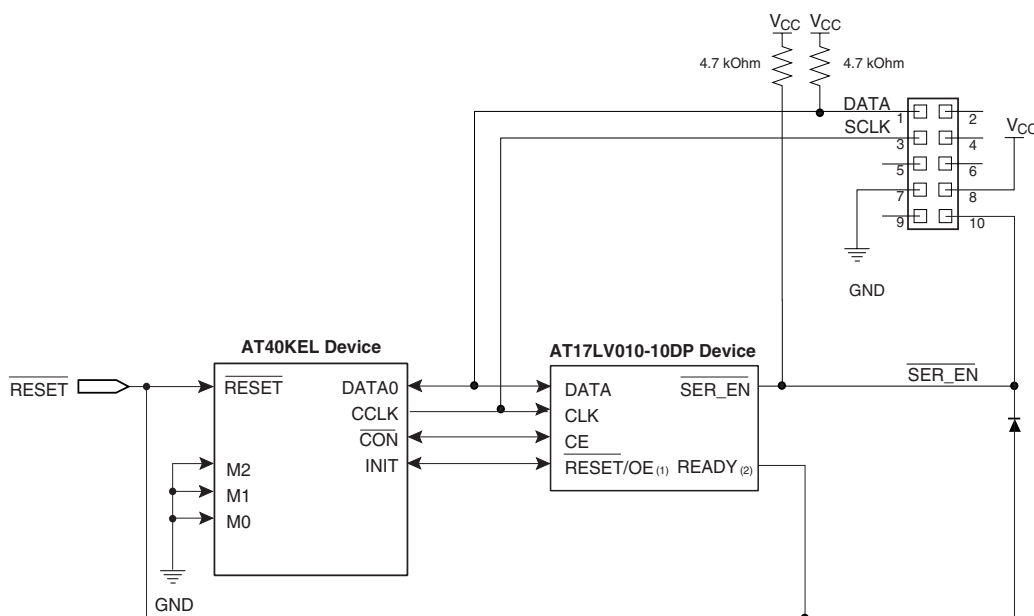 VCC VCC
4.7 kOhm 4.7 kOhm
DATA 1 2
SCLK 3 4
VCC
5 6
7 8
9 10
GND
AT40KEL Device
AT17LV010-10DP Device
RESET
RESET DATA0
DATA SER_EN
SER_EN
CCLK
CLK
CON
CE
M2 INIT
RESET/OE(1) READY(2)
M1
M0
GND